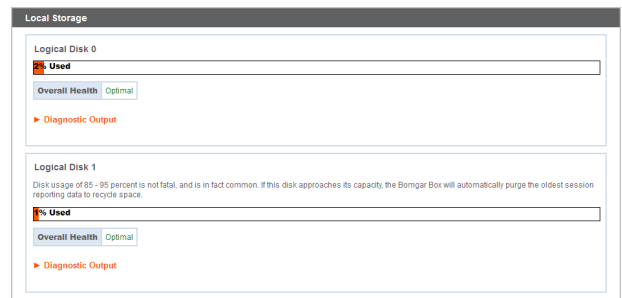 Local Storage
Logical Disk 0
2% Used
Overall Health Optimal
► Diagnostic Output
Logical Disk 1
Disk usage of 85 - 95 percent is not fatal, and is in fact common. If this disk approaches its capacity, the Bomgar Box will automatically purge the oldest session
reporting data to recycle space.
1% Used
Overall Health Optimal
► Diagnostic Output